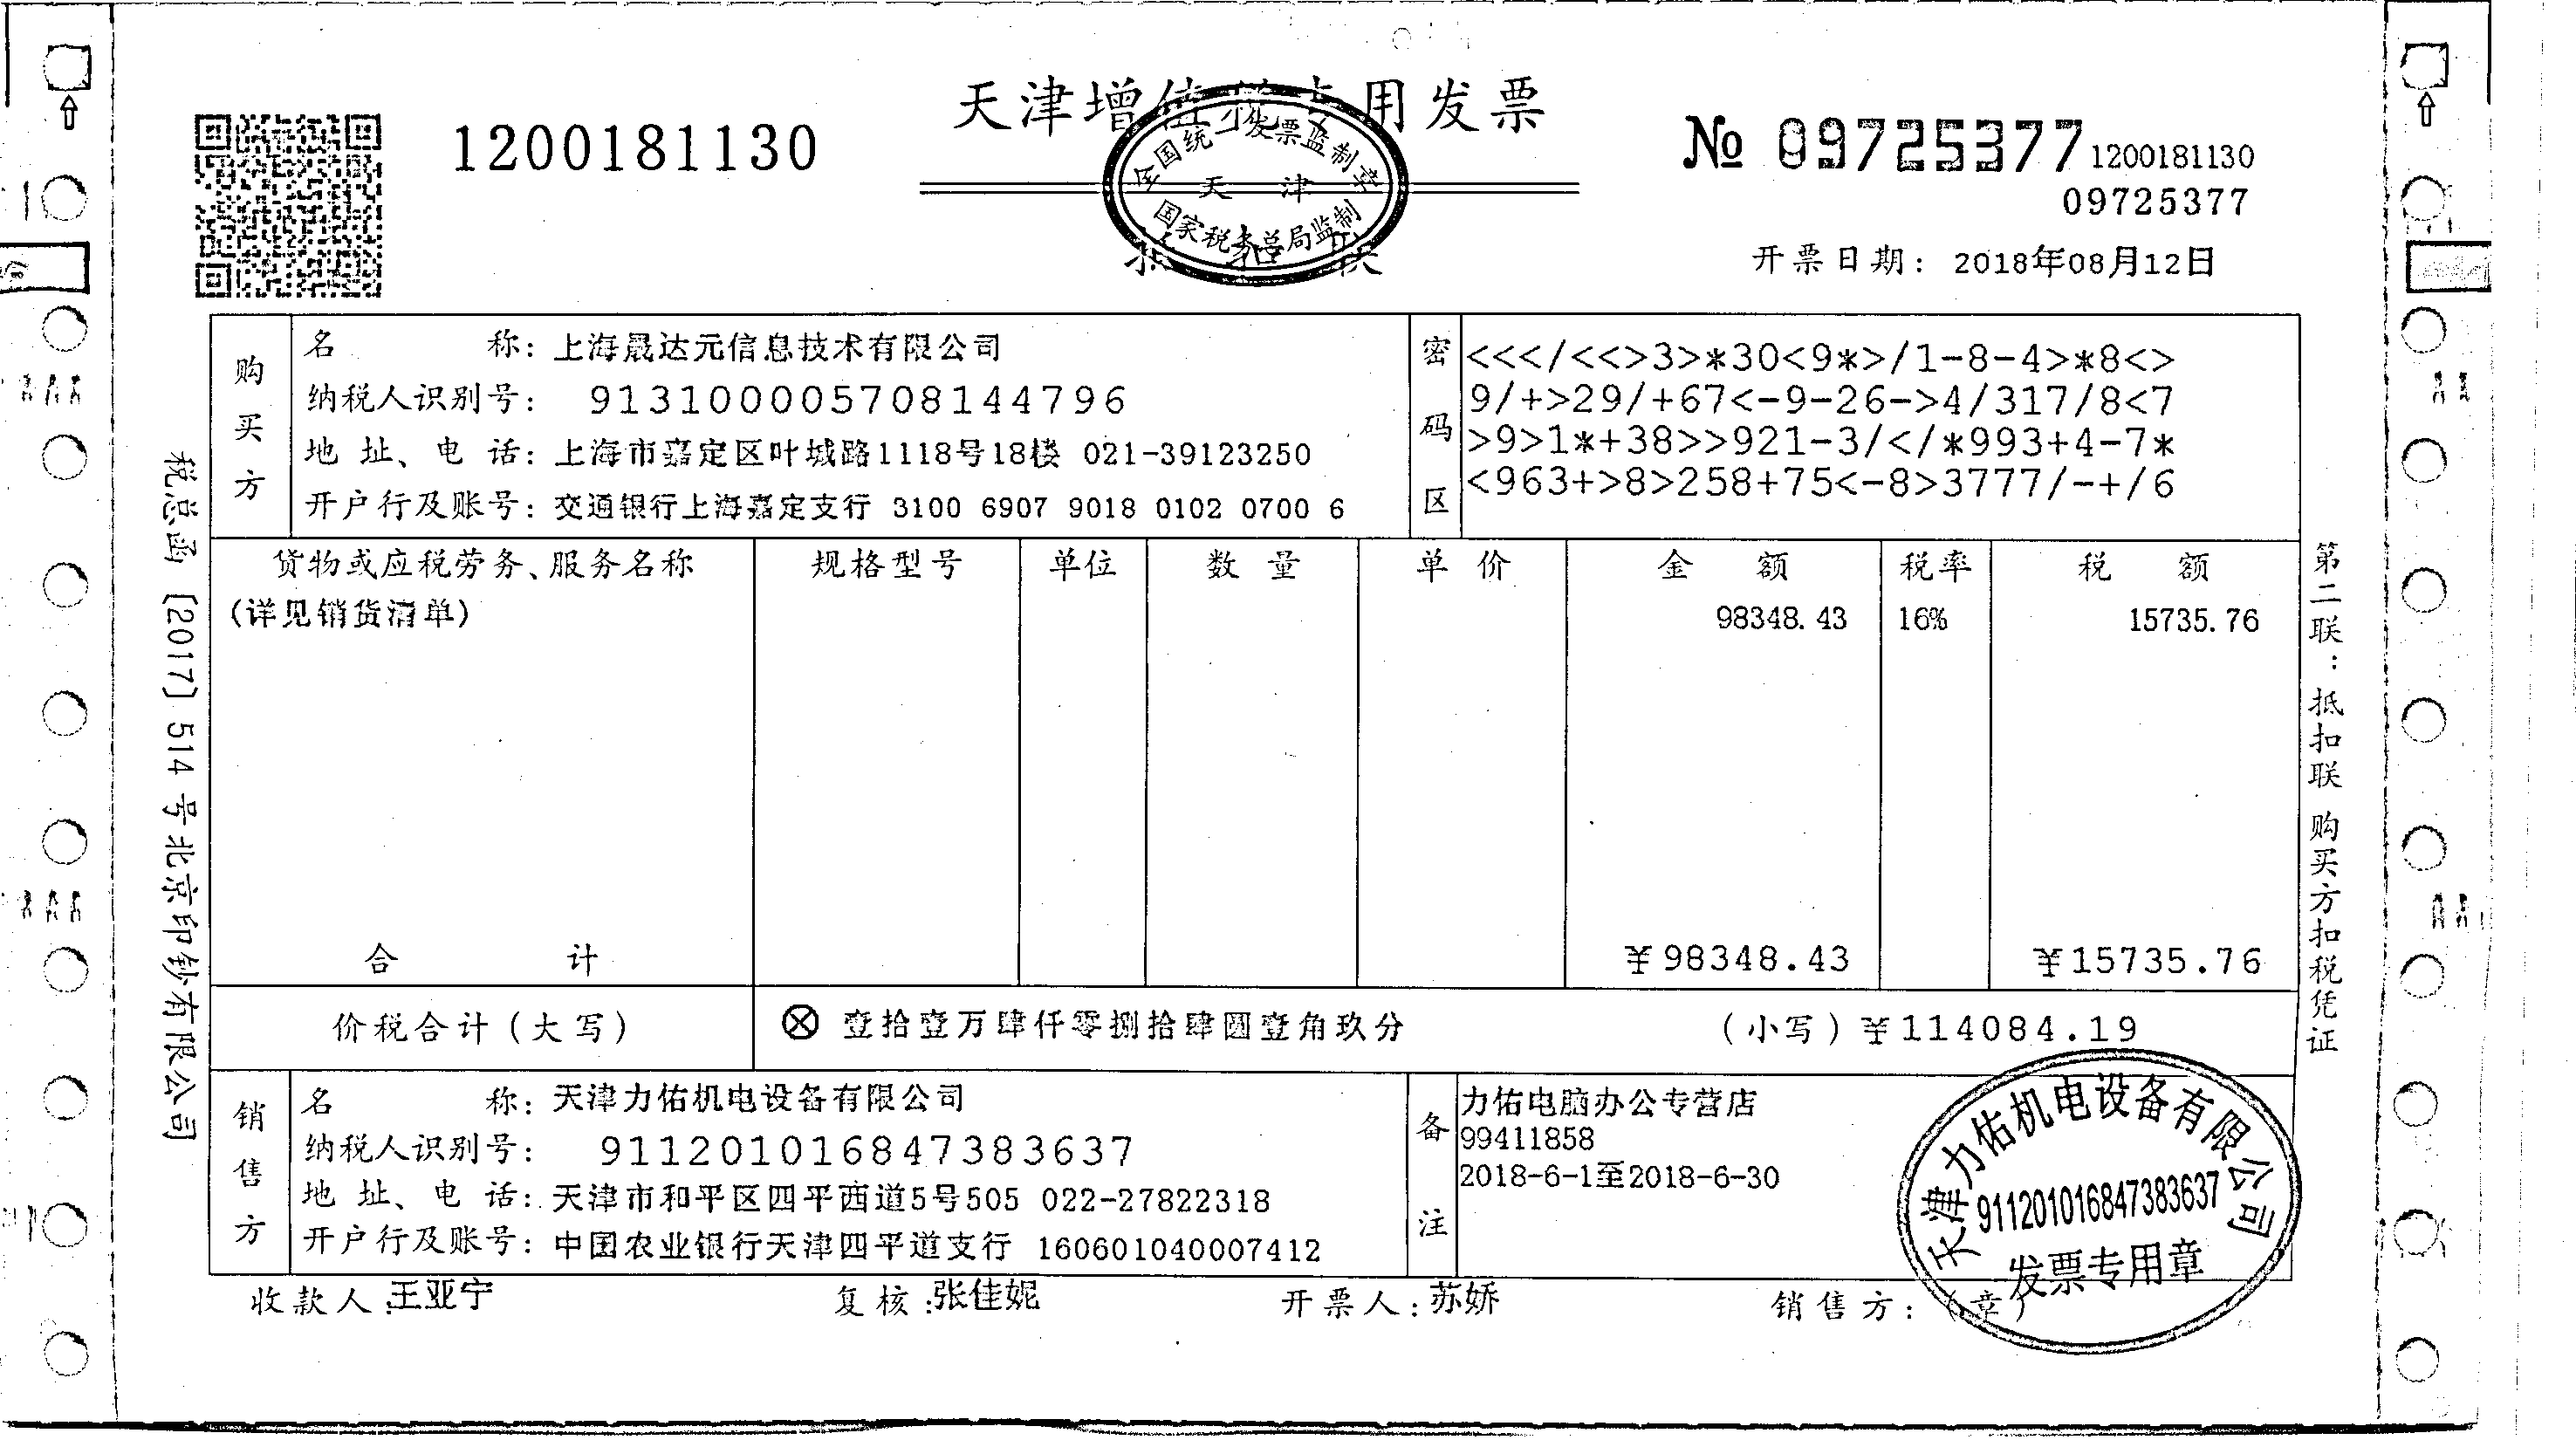 天津增值税专用发票
全国统一发票监制章
天 津
国家税务总局监制
抵扣联
1200181130
№ 09725377
1200181130
09725377
开票日期: 2018年08月12日
购买方
名 称: 上海晟达元信息技术有限公司
纳税人识别号: 913100005708144796
地 址、电 话: 上海市嘉定区叶城路1118号18楼 021-39123250
开户行及账号: 交通银行上海嘉定支行 3100 6907 9018 0102 0700 6
密码区
<<</<<>3>*30<9*>/1-8-4>*8<>
9/+>29/+67<-9-26->4/317/8<7
>9>1*+38>>921-3/</*993+4-7*
<963+>8>258+75<-8>3777/-+/6
货物或应税劳务、服务名称 规格型号 单位 数 量 单 价 金 额 税率 税 额
(详见销货清单) 98348.43 16% 15735.76
合 计 ¥98348.43 ¥15735.76
价税合计(大写) ⊗ 壹拾壹万肆仟零捌拾肆圆壹角玖分 (小写)¥114084.19
销售方
名 称: 天津力佑机电设备有限公司
纳税人识别号: 911201016847383637
地 址、电 话: 天津市和平区四平西道5号505 022-27822318
开户行及账号: 中国农业银行天津四平道支行 160601040007412
备注
力佑电脑办公专营店
99411858
2018-6-1至2018-6-30
收款人:王亚宁 复核:张佳妮 开票人:苏娇 销售方:(章)
天津力佑机电设备有限公司
911201016847383637
发票专用章
税总函[2017]514号北京印钞有限公司
第二联:抵扣联 购买方扣税凭证